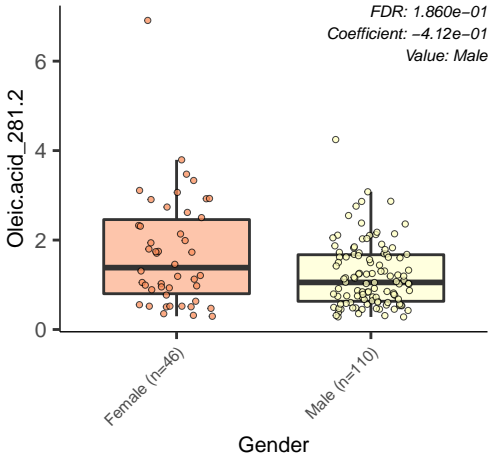 FDR: 1.860e−01
Coefficient: −4.12e−01
Value: Male
Oleic.acid_281.2
6
4
2
0
Female (n=46)
Male (n=110)
Gender